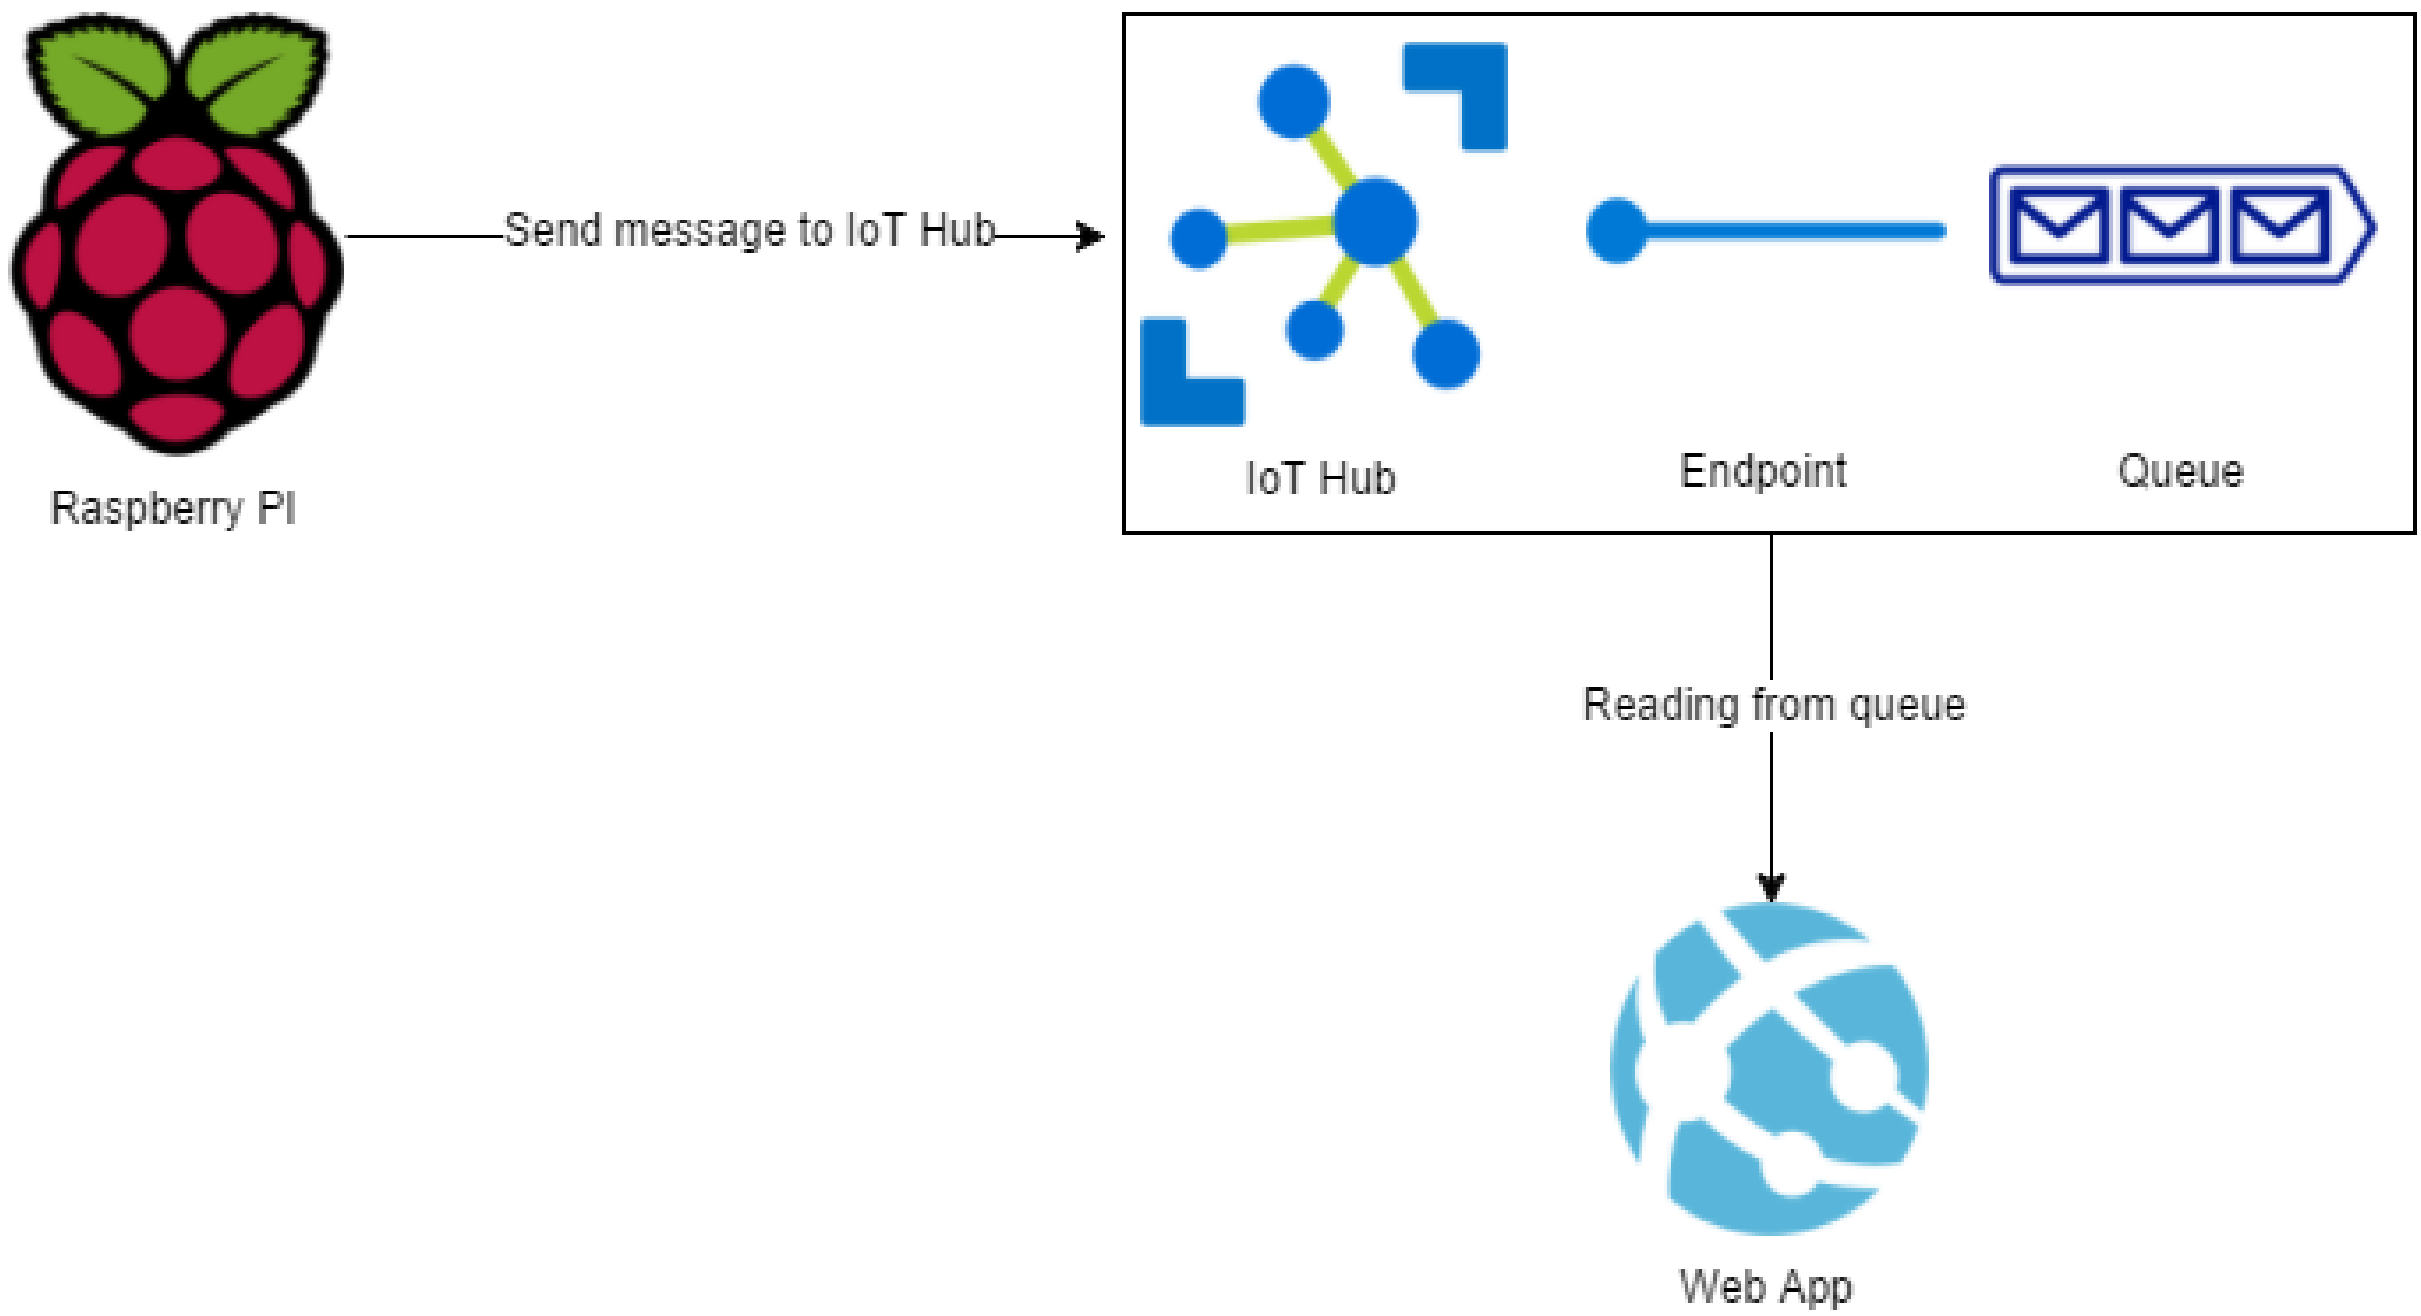 Send message to IoT Hub
Raspberry PI
IoT Hub
Endpoint
Queue
Reading from queue
Web App